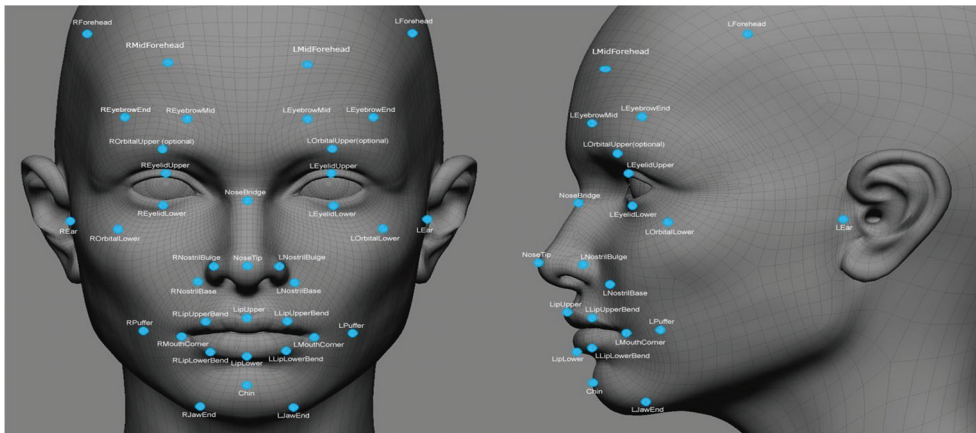 RForehead
LForehead
RMidForehead
LMidForehead
REyebrowEnd
REyebrowMid
LEyebrowMid
LEyebrowEnd
ROrbitalUpper (optional)
LOrbitalUpper(optional)
REyelidUpper
LEyelidUpper
NoseBridge
REyelidLower
LEyelidLower
REar
LEar
ROrbitalLower
LOrbitalLower
RNostrilBulge
NoseTip
LNostrilBulge
RNostrilBase
LNostrilBase
LipUpper
RLipUpperBend
LLipUpperBend
RPuffer
LPuffer
RMouthCorner
LMouthCorner
RLipLowerBend
LipLower
LLipLowerBend
Chin
RJawEnd
LJawEnd
LForehead
LMidForehead
LEyebrowEnd
LEyebrowMid
LOrbitalUpper(optional)
LEyelidUpper
NoseBridge
LEyelidLower
LOrbitalLower
LEar
NoseTip
LNostrilBulge
LNostrilBase
LipUpper
LLipUpperBend
LPuffer
LMouthCorner
LipLower
LLipLowerBend
Chin
LJawEnd